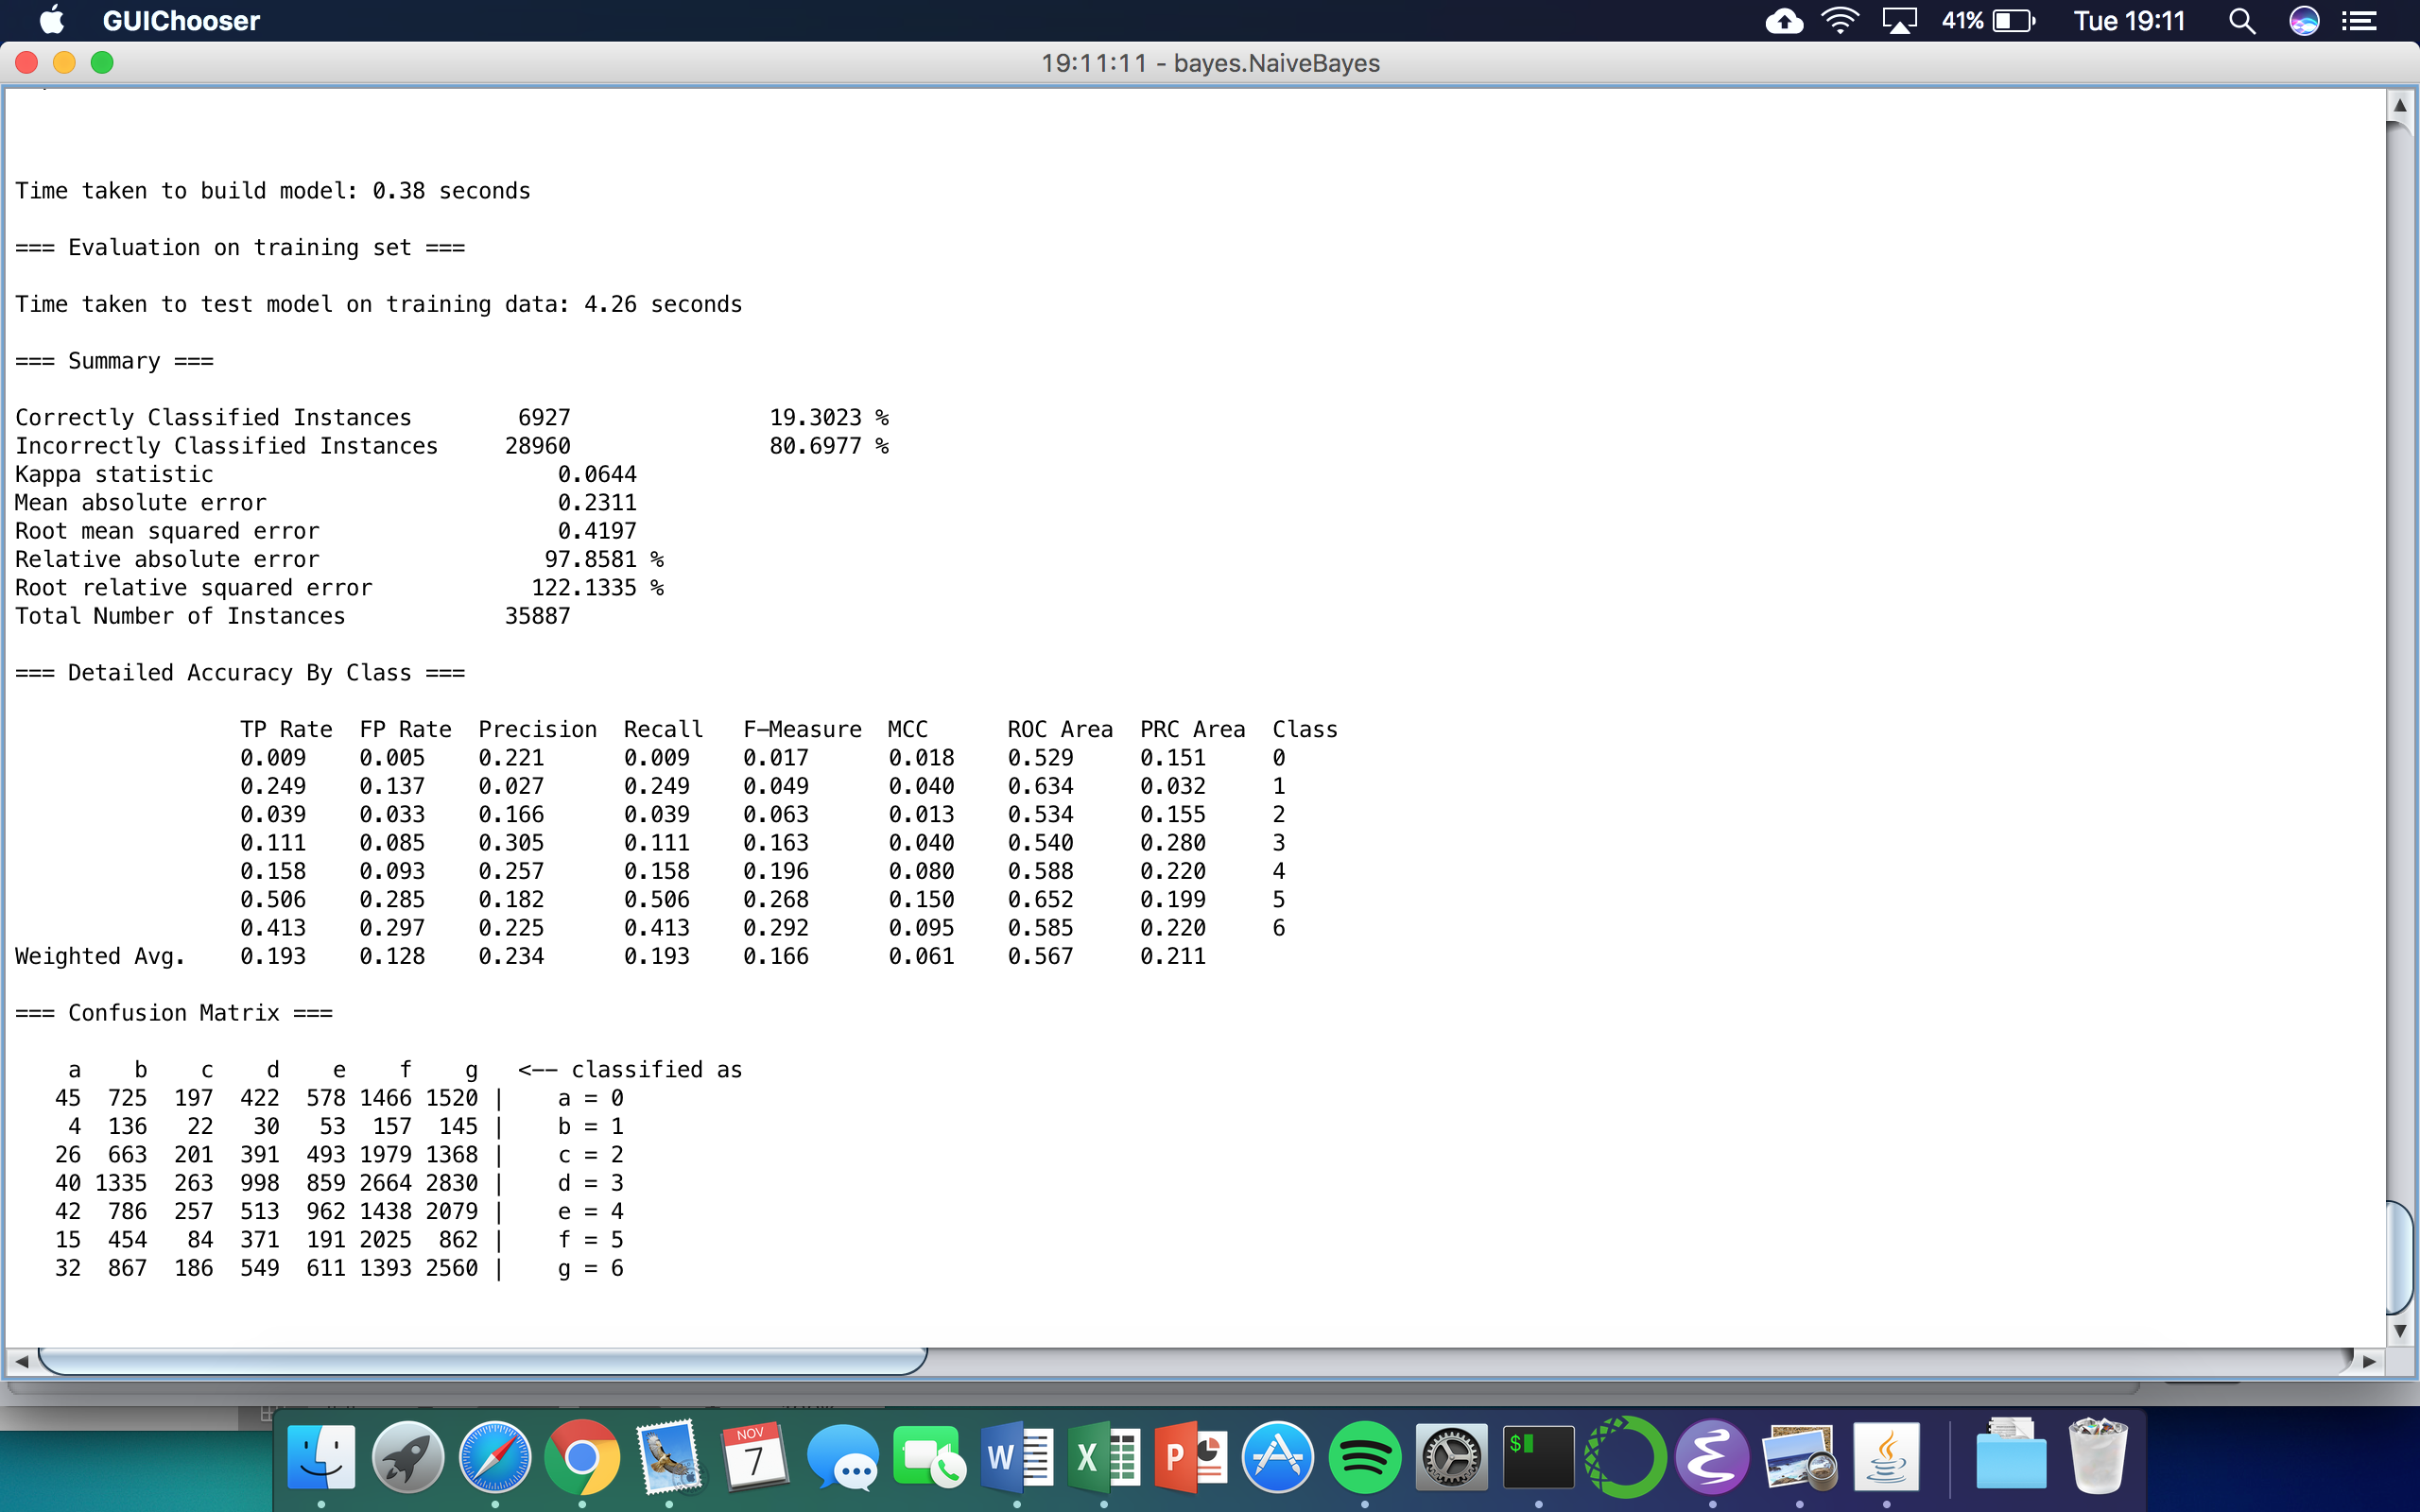 GUIChooser 41% Tue 19:11
19:11:11 - bayes.NaiveBayes
Time taken to build model: 0.38 seconds
=== Evaluation on training set ===
Time taken to test model on training data: 4.26 seconds
=== Summary ===
Correctly Classified Instances 6927 19.3023 %
Incorrectly Classified Instances 28960 80.6977 %
Kappa statistic 0.0644
Mean absolute error 0.2311
Root mean squared error 0.4197
Relative absolute error 97.8581 %
Root relative squared error 122.1335 %
Total Number of Instances 35887
=== Detailed Accuracy By Class ===
TP Rate FP Rate Precision Recall F-Measure MCC ROC Area PRC Area Class
0.009 0.005 0.221 0.009 0.017 0.018 0.529 0.151 0
0.249 0.137 0.027 0.249 0.049 0.040 0.634 0.032 1
0.039 0.033 0.166 0.039 0.063 0.013 0.534 0.155 2
0.111 0.085 0.305 0.111 0.163 0.040 0.540 0.280 3
0.158 0.093 0.257 0.158 0.196 0.080 0.588 0.220 4
0.506 0.285 0.182 0.506 0.268 0.150 0.652 0.199 5
0.413 0.297 0.225 0.413 0.292 0.095 0.585 0.220 6
Weighted Avg. 0.193 0.128 0.234 0.193 0.166 0.061 0.567 0.211
=== Confusion Matrix ===
a b c d e f g <-- classified as
45 725 197 422 578 1466 1520 | a = 0
4 136 22 30 53 157 145 | b = 1
26 663 201 391 493 1979 1368 | c = 2
40 1335 263 998 859 2664 2830 | d = 3
42 786 257 513 962 1438 2079 | e = 4
15 454 84 371 191 2025 862 | f = 5
32 867 186 549 611 1393 2560 | g = 6
NOV
7
W
X
P
$